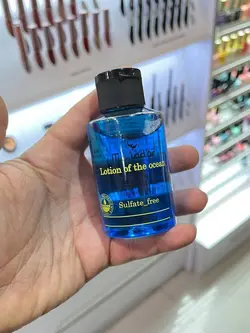 Lotion of the ocean
Sulfate_free